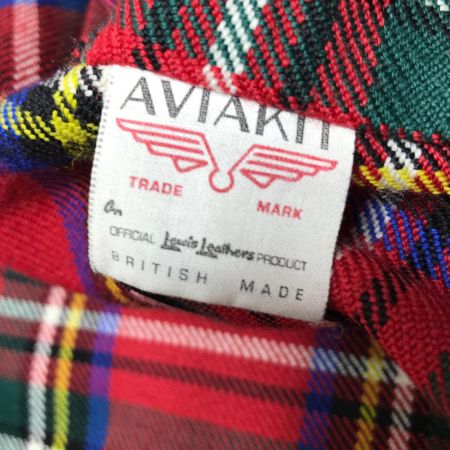 AVIAKIT
TRADE MARK
An
OFFICIAL Lewis Leathers PRODUCT
BRITISH MADE